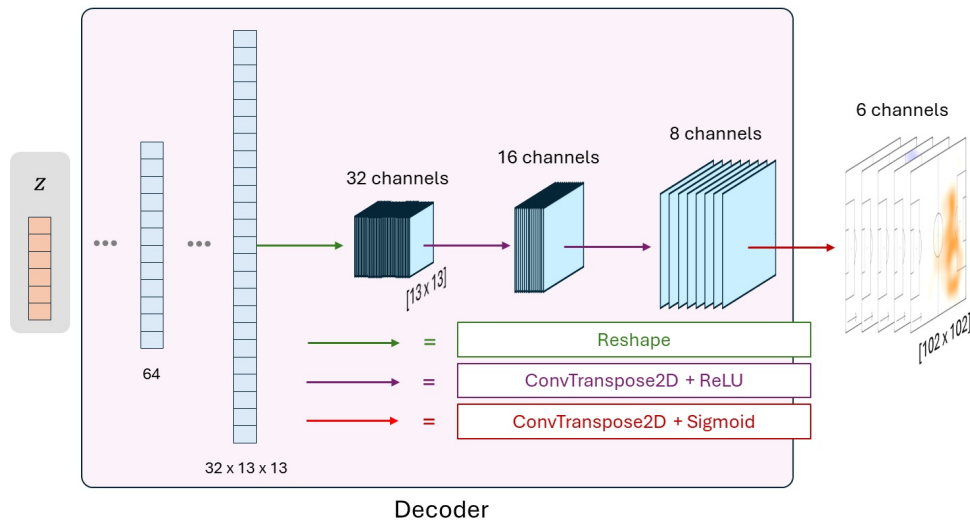 6 channels
8 channels
16 channels
32 channels
z
[13 x 13]
[102 x 102]
= Reshape
= ConvTranspose2D + ReLU
= ConvTranspose2D + Sigmoid
64
32 x 13 x 13
Decoder